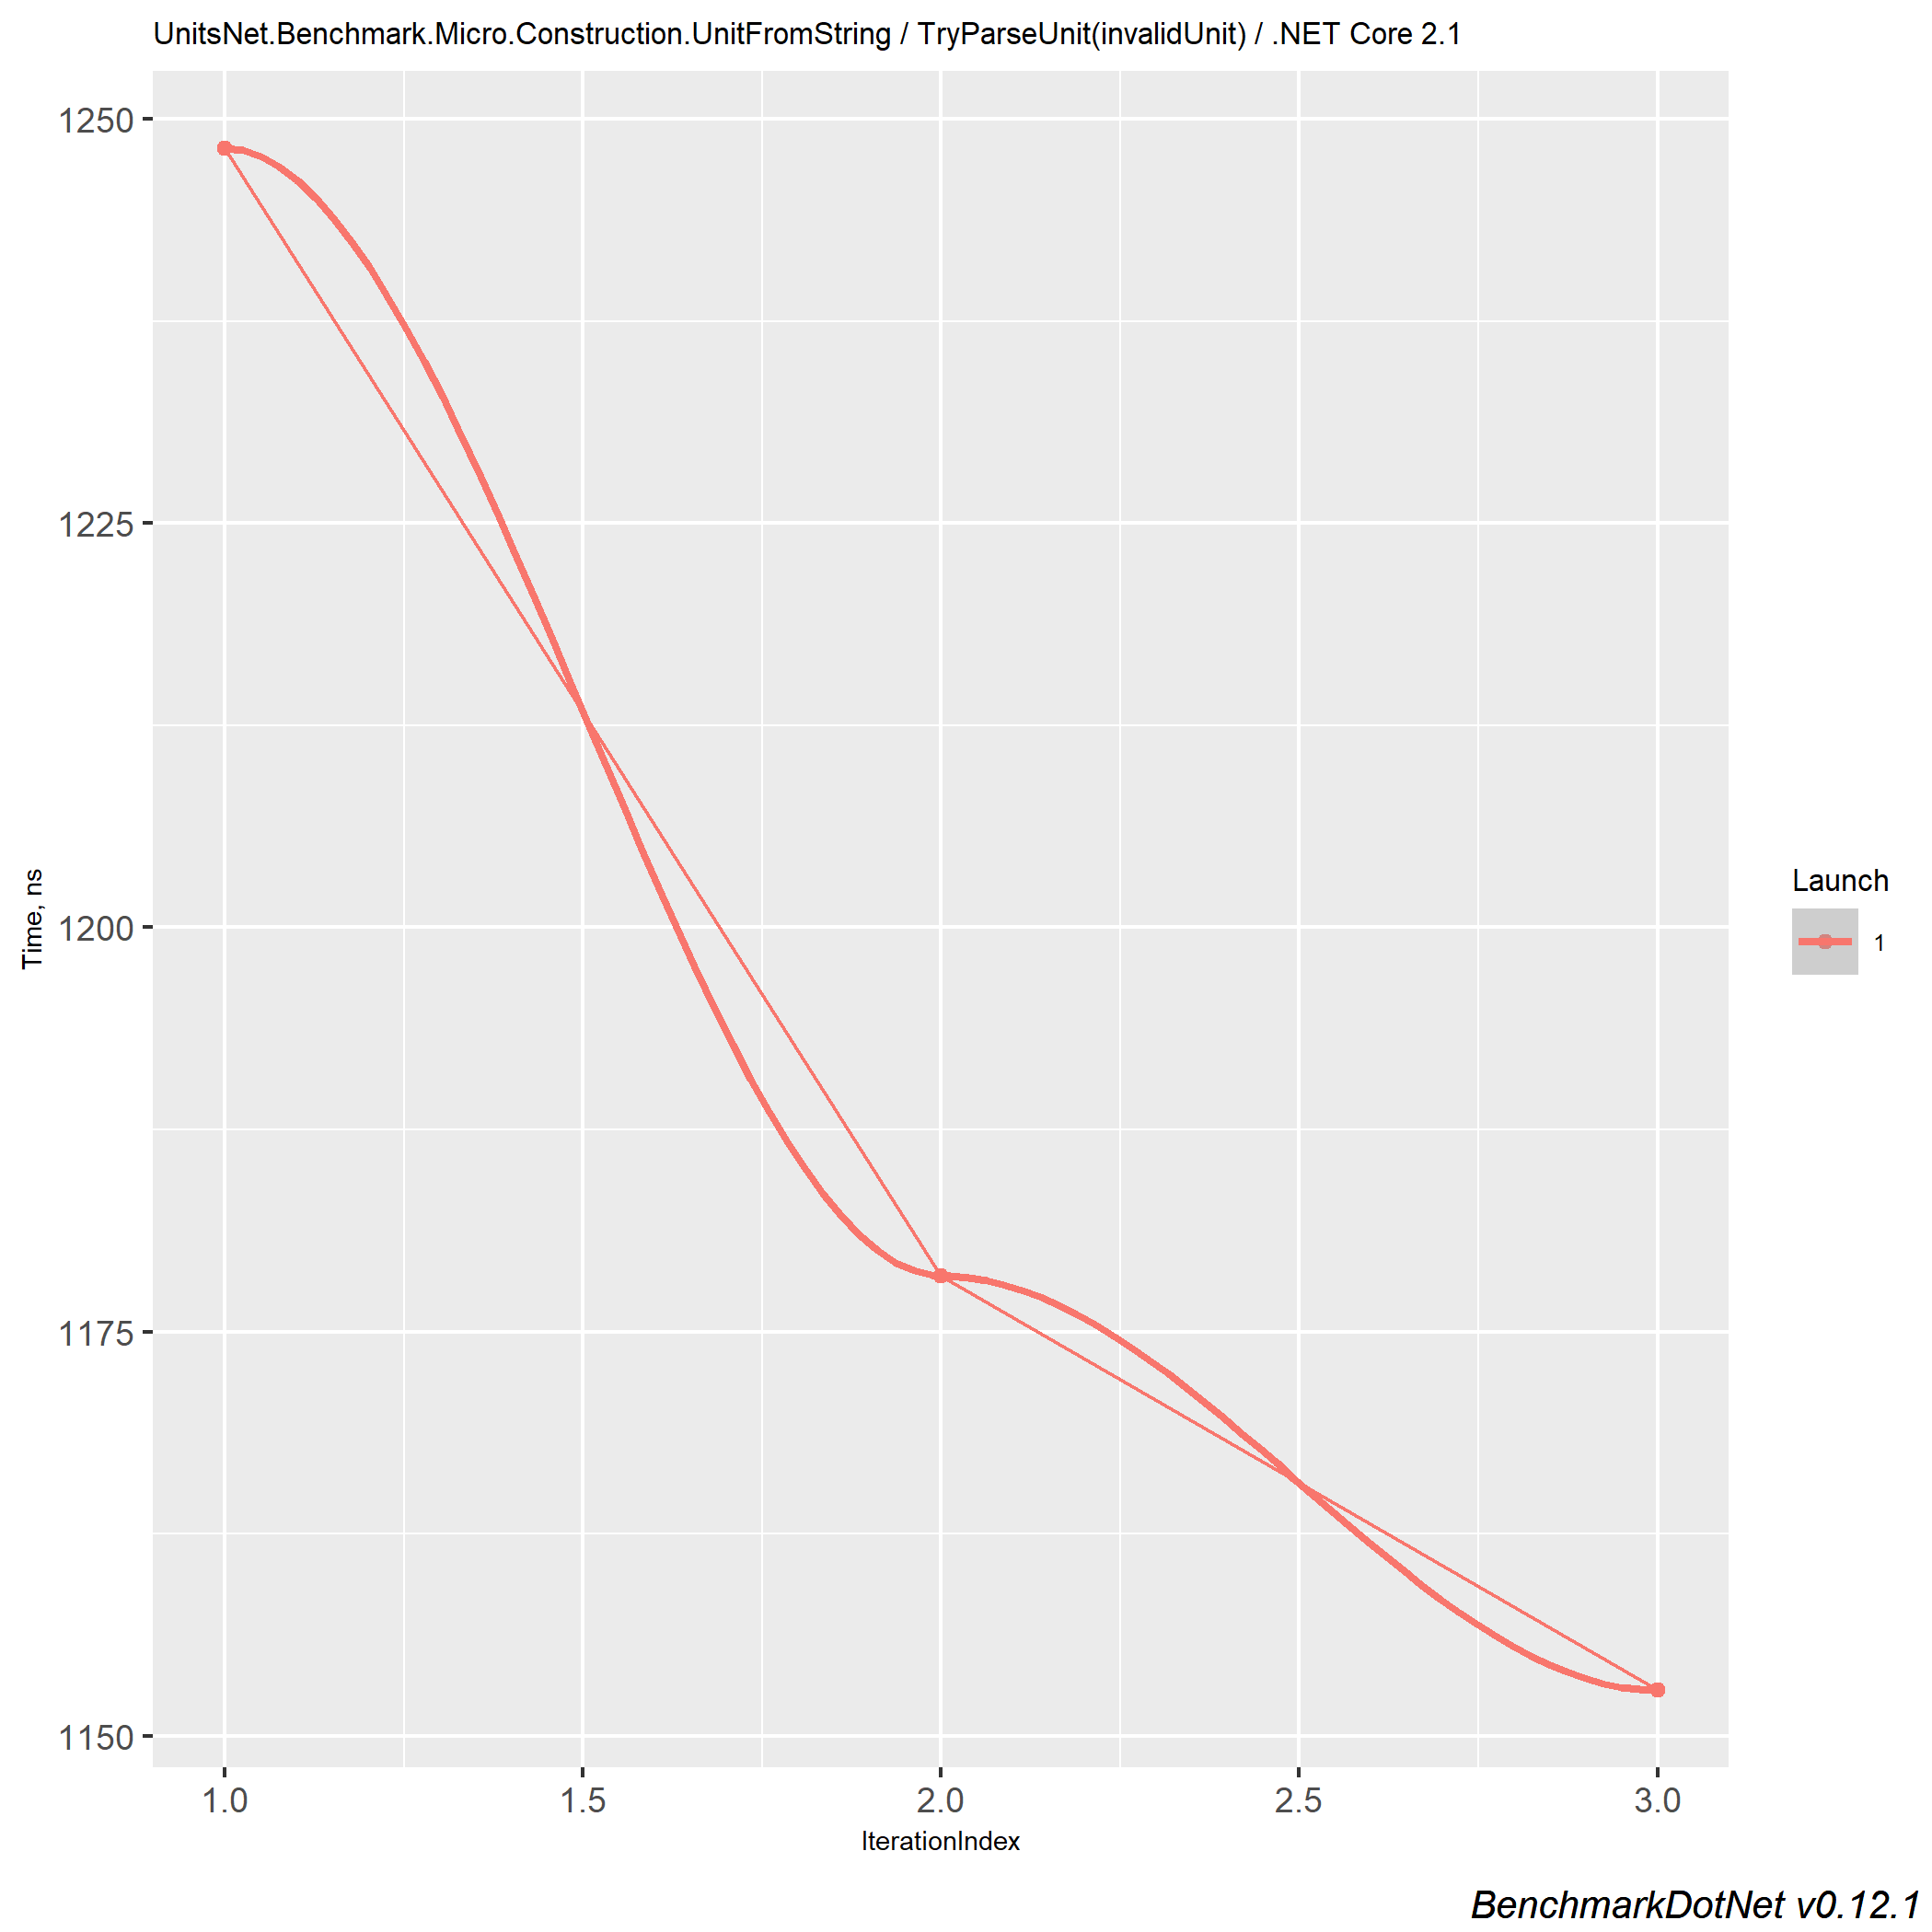 UnitsNet.Benchmark.Micro.Construction.UnitFromString / TryParseUnit(invalidUnit) / .NET Core 2.1
1250
1225
1200
1175
1150
Time, ns
1.0 1.5 2.0 2.5 3.0
IterationIndex
Launch
1
BenchmarkDotNet v0.12.1